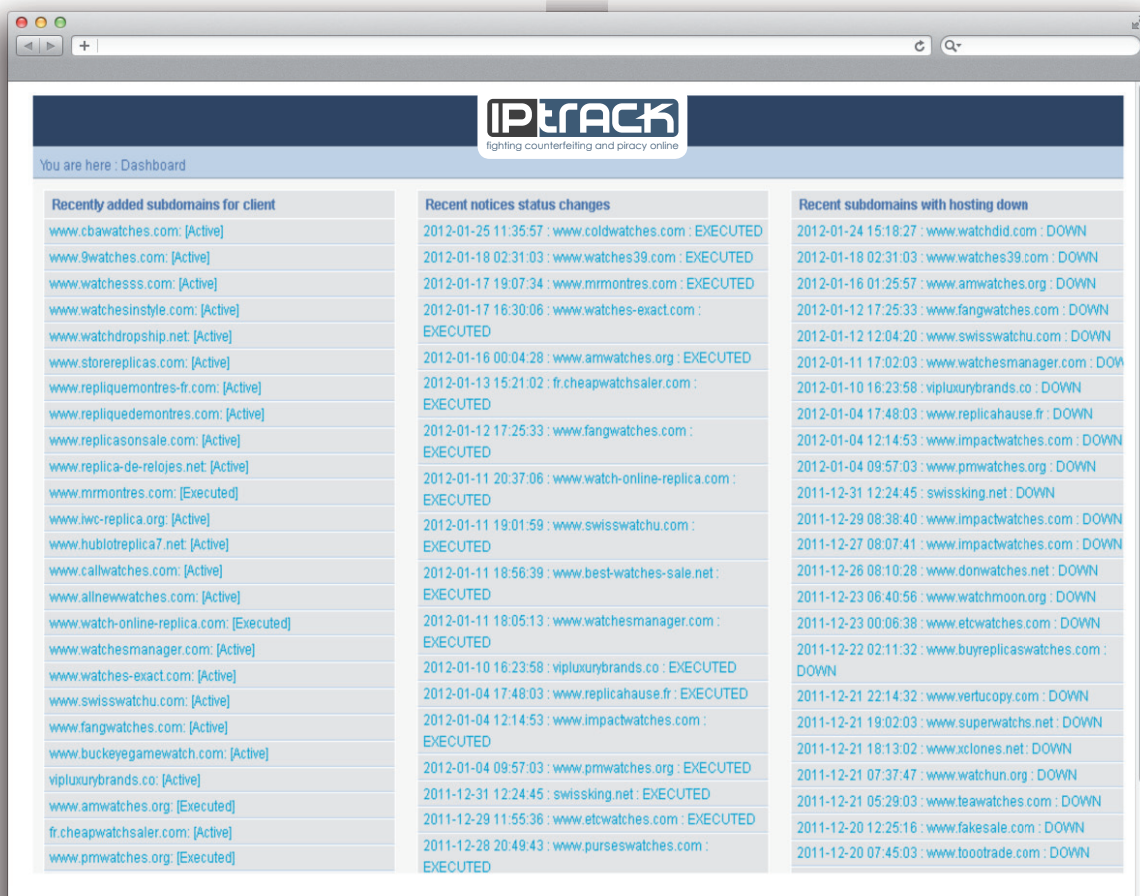 IPtrack
fighting counterfeiting and piracy online
You are here : Dashboard
Recently added subdomains for client
www.cbawatches.com: [Active]
www.9watches.com: [Active]
www.watchesss.com: [Active]
www.watchesinstyle.com: [Active]
www.watchdropship.net: [Active]
www.storereplicas.com: [Active]
www.repliquemontres-fr.com: [Active]
www.repliquedemontres.com: [Active]
www.replicasonsale.com: [Active]
www.replica-de-relojes.net: [Active]
www.mrmontres.com: [Executed]
www.iwc-replica.org: [Active]
www.hublotreplica7.net: [Active]
www.callwatches.com: [Active]
www.allnewwatches.com: [Active]
www.watch-online-replica.com: [Executed]
www.watchesmanager.com: [Active]
www.watches-exact.com: [Active]
www.swisswatchu.com: [Active]
www.fangwatches.com: [Active]
www.buckeyegamewatch.com: [Active]
vipluxurybrands.co: [Active]
www.amwatches.org: [Executed]
fr.cheapwatchsaler.com: [Active]
www.pmwatches.org: [Executed]
Recent notices status changes
2012-01-25 11:35:57 : www.coldwatches.com : EXECUTED
2012-01-18 02:31:03 : www.watches39.com : EXECUTED
2012-01-17 19:07:34 : www.mrmontres.com : EXECUTED
2012-01-17 16:30:06 : www.watches-exact.com :
EXECUTED
2012-01-16 00:04:28 : www.amwatches.org : EXECUTED
2012-01-13 15:21:02 : fr.cheapwatchsaler.com :
EXECUTED
2012-01-12 17:25:33 : www.fangwatches.com :
EXECUTED
2012-01-11 20:37:06 : www.watch-online-replica.com :
EXECUTED
2012-01-11 19:01:59 : www.swisswatchu.com :
EXECUTED
2012-01-11 18:56:39 : www.best-watches-sale.net :
EXECUTED
2012-01-11 18:05:13 : www.watchesmanager.com :
EXECUTED
2012-01-10 16:23:58 : vipluxurybrands.co : EXECUTED
2012-01-04 17:48:03 : www.replicahause.fr : EXECUTED
2012-01-04 12:14:53 : www.impactwatches.com :
EXECUTED
2012-01-04 09:57:03 : www.pmwatches.org : EXECUTED
2011-12-31 12:24:45 : swissking.net : EXECUTED
2011-12-29 11:55:36 : www.etcwatches.com : EXECUTED
2011-12-28 20:49:43 : www.purseswatches.com :
EXECUTED
Recent subdomains with hosting down
2012-01-24 15:18:27 : www.watchdid.com : DOWN
2012-01-18 02:31:03 : www.watches39.com : DOWN
2012-01-16 01:25:57 : www.amwatches.org : DOWN
2012-01-12 17:25:33 : www.fangwatches.com : DOWN
2012-01-12 12:04:20 : www.swisswatchu.com : DOWN
2012-01-11 17:02:03 : www.watchesmanager.com : DOW
2012-01-10 16:23:58 : vipluxurybrands.co : DOWN
2012-01-04 17:48:03 : www.replicahause.fr : DOWN
2012-01-04 12:14:53 : www.impactwatches.com : DOWN
2012-01-04 09:57:03 : www.pmwatches.org : DOWN
2011-12-31 12:24:45 : swissking.net : DOWN
2011-12-29 08:38:40 : www.impactwatches.com : DOWN
2011-12-27 08:07:41 : www.impactwatches.com : DOWN
2011-12-26 08:10:28 : www.donwatches.net : DOWN
2011-12-23 06:40:56 : www.watchmoon.org : DOWN
2011-12-23 00:06:38 : www.etcwatches.com : DOWN
2011-12-22 02:11:32 : www.buyreplicaswatches.com :
DOWN
2011-12-21 22:14:32 : www.vertucopy.com : DOWN
2011-12-21 19:02:03 : www.superwatchs.net : DOWN
2011-12-21 18:13:02 : www.xclones.net : DOWN
2011-12-21 07:37:47 : www.watchun.org : DOWN
2011-12-21 05:29:03 : www.teawatches.com : DOWN
2011-12-20 12:25:16 : www.fakesale.com : DOWN
2011-12-20 07:45:03 : www.toootrade.com : DOWN